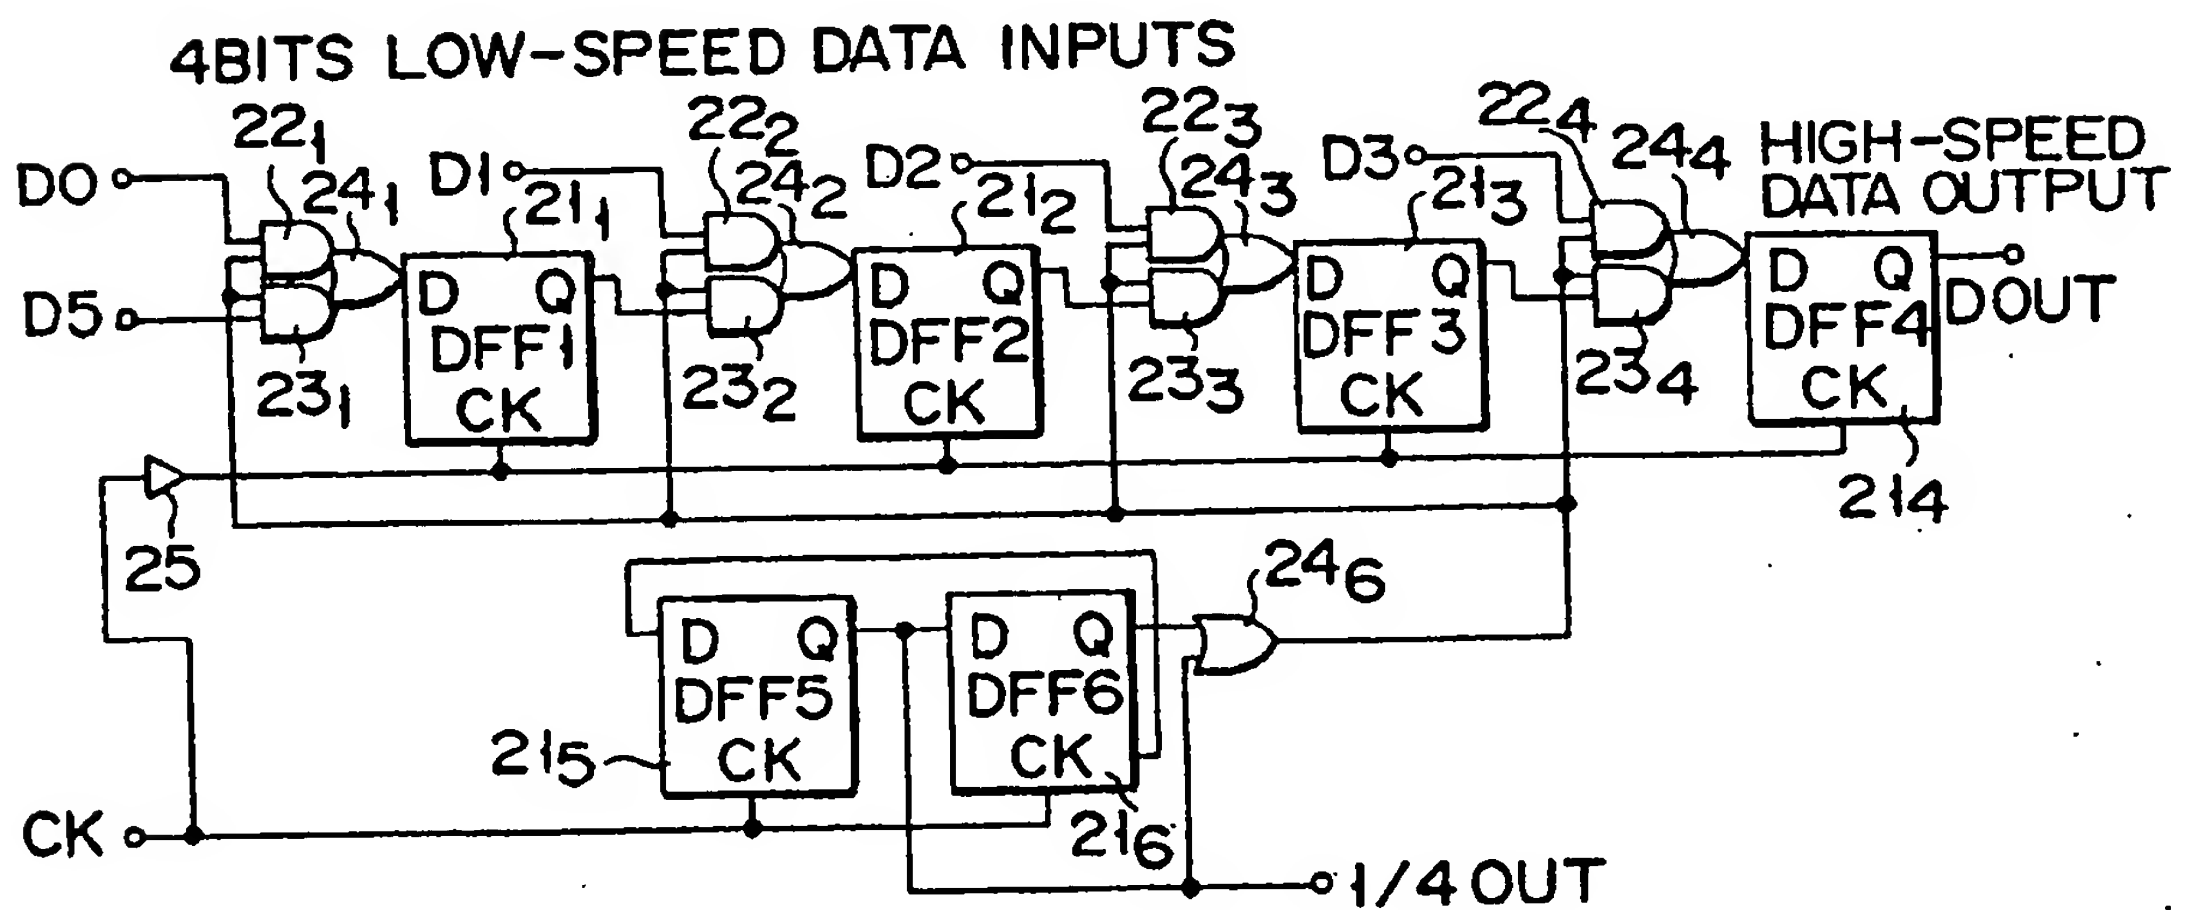 4BITS LOW-SPEED DATA INPUTS
22₁
22₂
22₃
22₄
24₁
24₂
24₃
24₄
HIGH-SPEED
DATA OUTPUT
D0
D1
D2
D3
21₁
21₂
21₃
D5
D Q
DFF1
CK
D Q
DFF2
CK
D Q
DFF3
CK
D Q
DFF4
CK
DOUT
23₁
23₂
23₃
23₄
21₄
25
24₆
D Q
DFF5
CK
D Q
DFF6
CK
21₅
21₆
CK
1/4 OUT